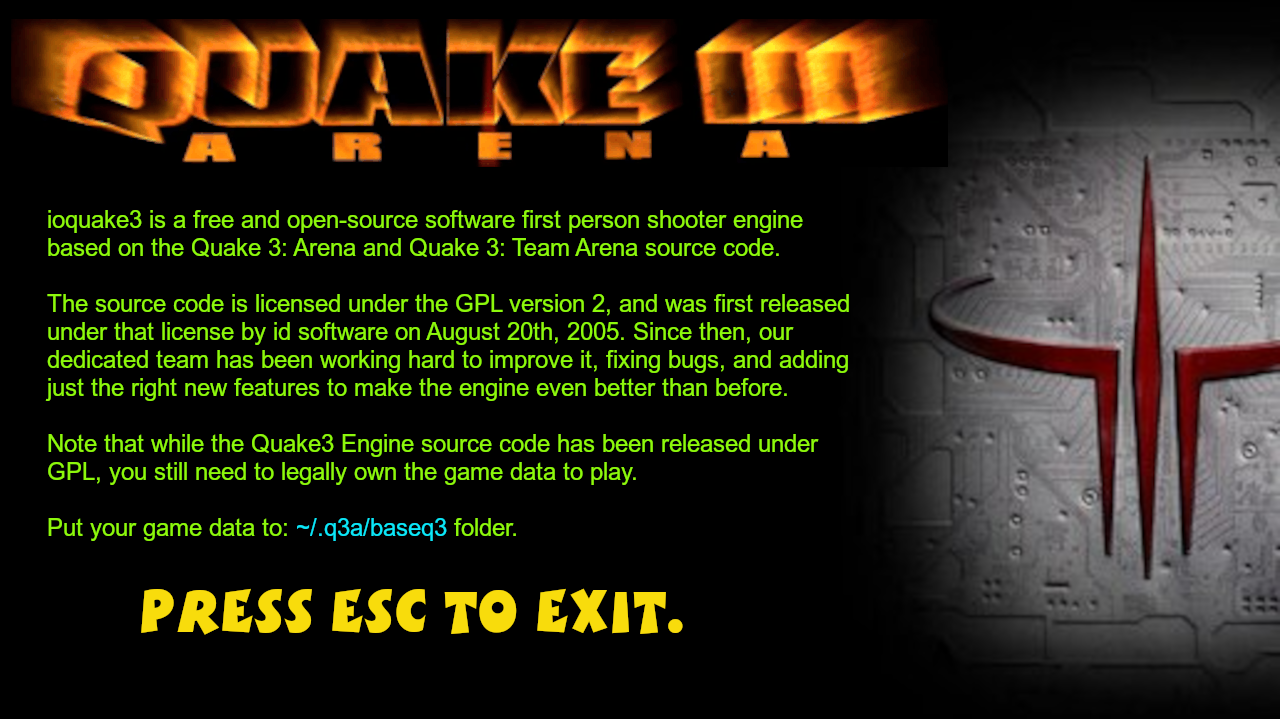 QUAKE III
ARENA
ioquake3 is a free and open-source software first person shooter engine
based on the Quake 3: Arena and Quake 3: Team Arena source code.
The source code is licensed under the GPL version 2, and was first released
under that license by id software on August 20th, 2005. Since then, our
dedicated team has been working hard to improve it, fixing bugs, and adding
just the right new features to make the engine even better than before.
Note that while the Quake3 Engine source code has been released under
GPL, you still need to legally own the game data to play.
Put your game data to: ~/.q3a/baseq3 folder.
PRESS ESC TO EXIT.